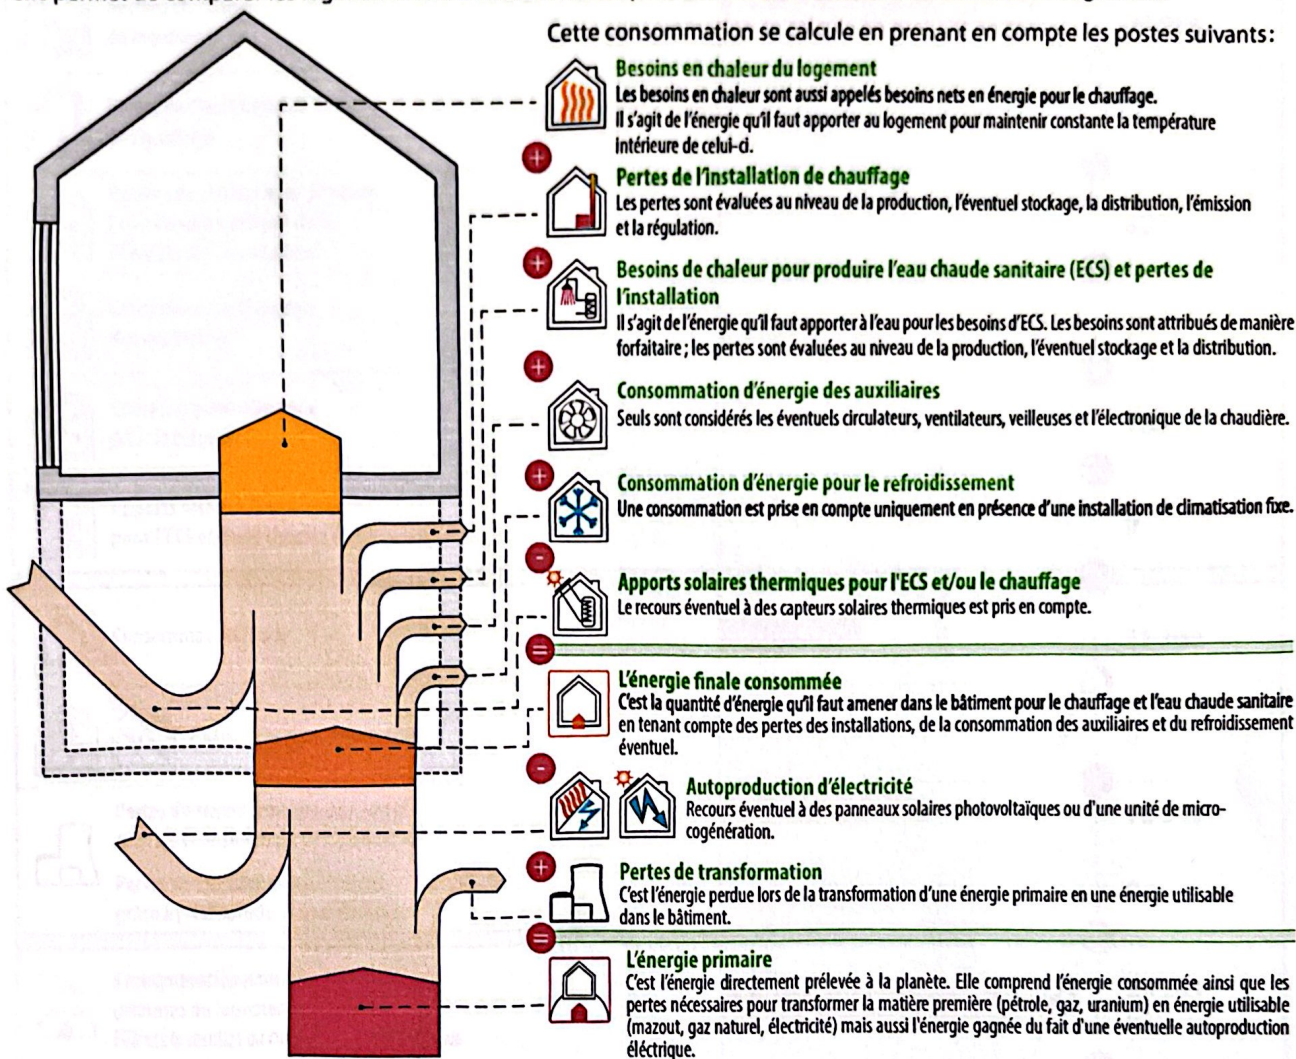 Cette consommation se calcule en prenant en compte les postes suivants :
Besoins en chaleur du logement
Les besoins en chaleur sont aussi appelés besoins nets en énergie pour le chauffage.
Il s'agit de l'énergie qu'il faut apporter au logement pour maintenir constante la température
intérieure de celui-ci.
+
Pertes de l'installation de chauffage
Les pertes sont évaluées au niveau de la production, l'éventuel stockage, la distribution, l'émission
et la régulation.
+
Besoins de chaleur pour produire l'eau chaude sanitaire (ECS) et pertes de
l'installation
Il s'agit de l'énergie qu'il faut apporter à l'eau pour les besoins d'ECS. Les besoins sont attribués de manière
forfaitaire ; les pertes sont évaluées au niveau de la production, l'éventuel stockage et la distribution.
+
Consommation d'énergie des auxiliaires
Seuls sont considérés les éventuels circulateurs, ventilateurs, veilleuses et l'électronique de la chaudière.
+
Consommation d'énergie pour le refroidissement
Une consommation est prise en compte uniquement en présence d'une installation de climatisation fixe.
-
Apports solaires thermiques pour l'ECS et/ou le chauffage
Le recours éventuel à des capteurs solaires thermiques est pris en compte.
=
L'énergie finale consommée
C'est la quantité d'énergie qu'il faut amener dans le bâtiment pour le chauffage et l'eau chaude sanitaire
en tenant compte des pertes des installations, de la consommation des auxiliaires et du refroidissement
éventuel.
-
Autoproduction d'électricité
Recours éventuel à des panneaux solaires photovoltaïques ou d'une unité de micro-
cogénération.
+
Pertes de transformation
C'est l'énergie perdue lors de la transformation d'une énergie primaire en une énergie utilisable
dans le bâtiment.
=
L'énergie primaire
C'est l'énergie directement prélevée à la planète. Elle comprend l'énergie consommée ainsi que les
pertes nécessaires pour transformer la matière première (pétrole, gaz, uranium) en énergie utilisable
(mazout, gaz naturel, électricité) mais aussi l'énergie gagnée du fait d'une éventuelle autoproduction
éléctrique.